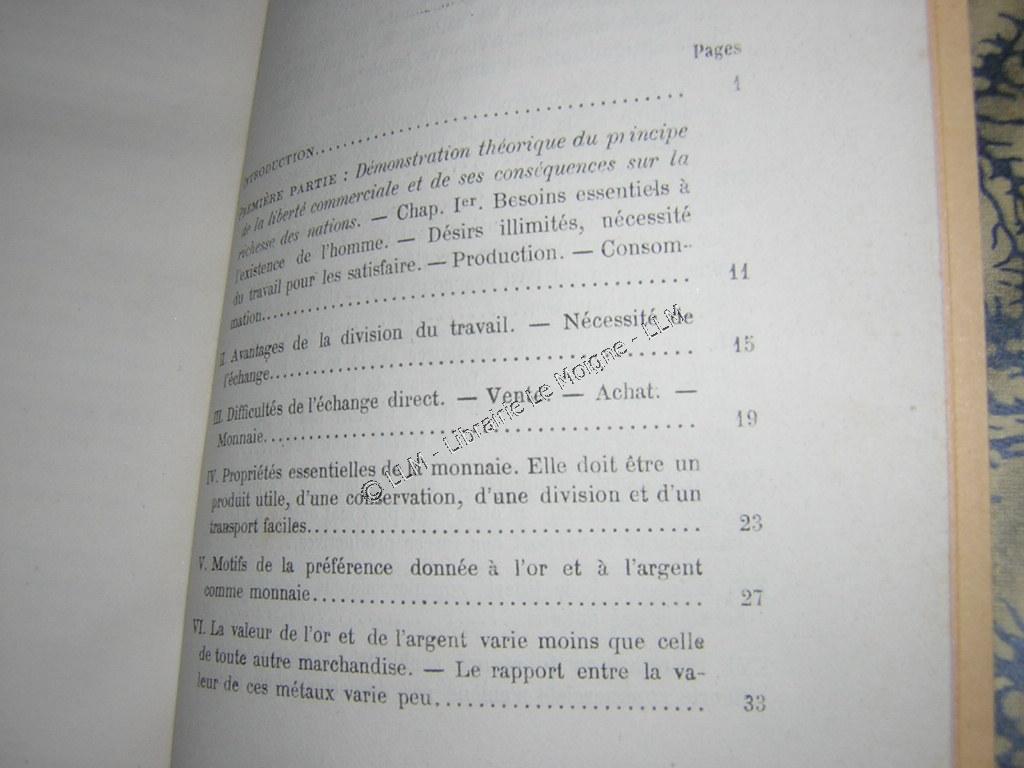 Pages
INTRODUCTION........................................ 1
PREMIÈRE PARTIE : Démonstration théorique du principe
de la liberté commerciale et de ses conséquences sur la
richesse des nations. — Chap. Ier. Besoins essentiels à
l'existence de l'homme. — Désirs illimités, nécessité
du travail pour les satisfaire. — Production. — Consom-
mation........................................ 11
II. Avantages de la division du travail. — Nécessité de
l'échange........................................ 15
III. Difficultés de l'échange direct. — Vente. — Achat. —
Monnaie........................................ 19
IV. Propriétés essentielles de la monnaie. Elle doit être un
produit utile, d'une conservation, d'une division et d'un
transport faciles........................................ 23
V. Motifs de la préférence donnée à l'or et à l'argent
comme monnaie........................................ 27
VI. La valeur de l'or et de l'argent varie moins que celle
de toute autre marchandise. — Le rapport entre la va-
leur de ces métaux varie peu............................ 33
© LLM - Librairie Le Moigne - LLM